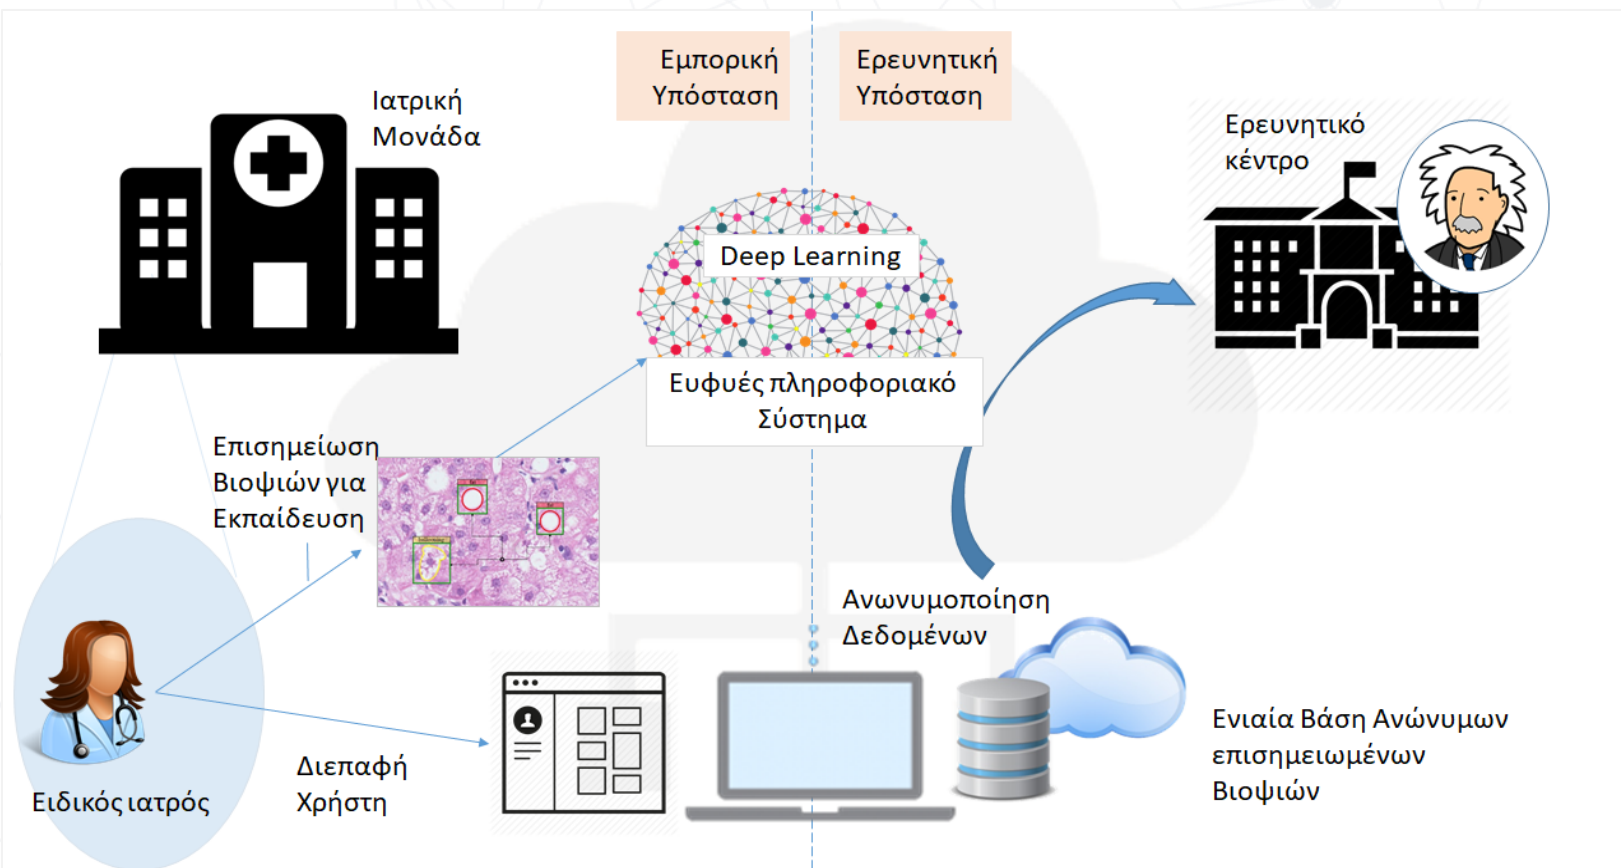 Εμπορική
Υπόσταση
Ερευνητική
Υπόσταση
Ιατρική
Μονάδα
Ερευνητικό
κέντρο
Deep Learning
Ευφυές πληροφοριακό
Σύστημα
Επισημείωση
Βιοψιών για
Εκπαίδευση
Ανωνυμοποίηση
Δεδομένων
Ειδικός ιατρός
Διεπαφή
Χρήστη
Ενιαία Βάση Ανώνυμων
επισημειωμένων
Βιοψιών